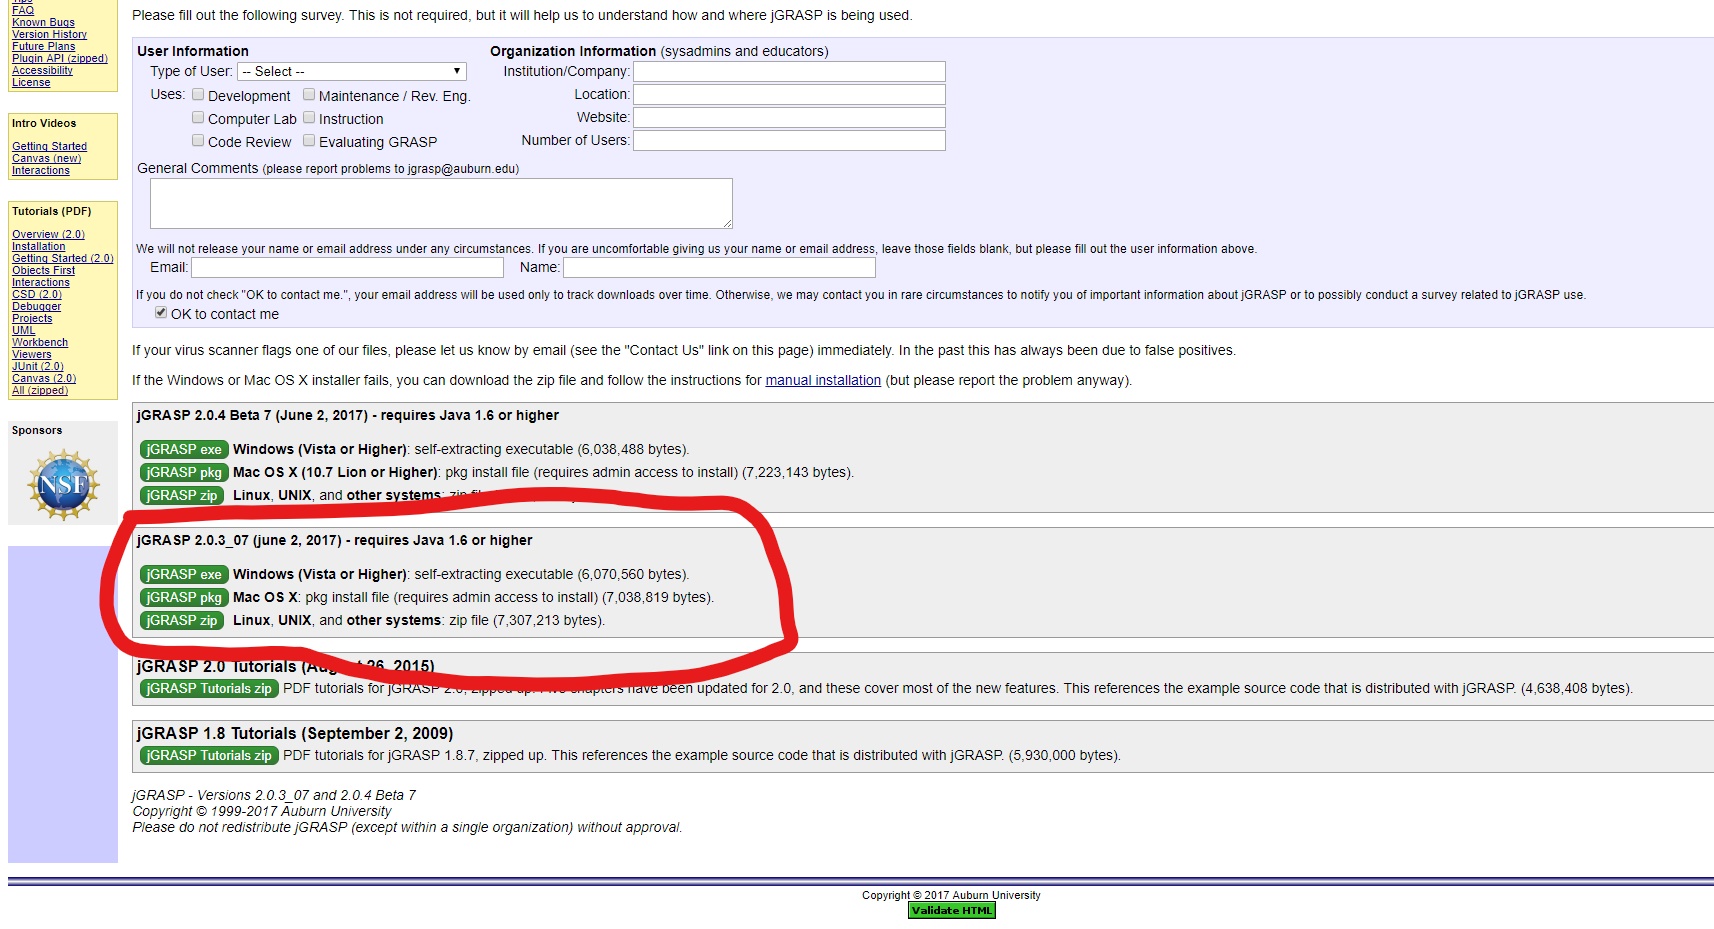 Tips
FAQ
Known Bugs
Version History
Future Plans
Plugin API (zipped)
Accessibility
License
Intro Videos
Getting Started
Canvas (new)
Interactions
Tutorials (PDF)
Overview (2.0)
Installation
Getting Started (2.0)
Objects First
Interactions
CSD (2.0)
Debugger
Projects
UML
Workbench
Viewers
JUnit (2.0)
Canvas (2.0)
All (zipped)
Sponsors
NSF
Please fill out the following survey. This is not required, but it will help us to understand how and where jGRASP is being used.
User Information
Type of User: -- Select --
Uses: Development Maintenance / Rev. Eng.
Computer Lab Instruction
Code Review Evaluating GRASP
Organization Information (sysadmins and educators)
Institution/Company:
Location:
Website:
Number of Users:
General Comments (please report problems to jgrasp@auburn.edu)
We will not release your name or email address under any circumstances. If you are uncomfortable giving us your name or email address, leave those fields blank, but please fill out the user information above.
Email: Name:
If you do not check "OK to contact me.", your email address will be used only to track downloads over time. Otherwise, we may contact you in rare circumstances to notify you of important information about jGRASP or to possibly conduct a survey related to jGRASP use.
OK to contact me
If your virus scanner flags one of our files, please let us know by email (see the "Contact Us" link on this page) immediately. In the past this has always been due to false positives.
If the Windows or Mac OS X installer fails, you can download the zip file and follow the instructions for manual installation (but please report the problem anyway).
jGRASP 2.0.4 Beta 7 (June 2, 2017) - requires Java 1.6 or higher
jGRASP exe Windows (Vista or Higher): self-extracting executable (6,038,488 bytes).
jGRASP pkg Mac OS X (10.7 Lion or Higher): pkg install file (requires admin access to install) (7,223,143 bytes).
jGRASP zip Linux, UNIX, and other systems: zip
jGRASP 2.0.3_07 (june 2, 2017) - requires Java 1.6 or higher
jGRASP exe Windows (Vista or Higher): self-extracting executable (6,070,560 bytes).
jGRASP pkg Mac OS X: pkg install file (requires admin access to install) (7,038,819 bytes).
jGRASP zip Linux, UNIX, and other systems: zip file (7,307,213 bytes).
jGRASP 2.0 Tutorials (August 26, 2015)
jGRASP Tutorials zip PDF tutorials for jGRASP 2.0, zipped up. Five chapters have been updated for 2.0, and these cover most of the new features. This references the example source code that is distributed with jGRASP. (4,638,408 bytes).
jGRASP 1.8 Tutorials (September 2, 2009)
jGRASP Tutorials zip PDF tutorials for jGRASP 1.8.7, zipped up. This references the example source code that is distributed with jGRASP. (5,930,000 bytes).
jGRASP - Versions 2.0.3_07 and 2.0.4 Beta 7
Copyright © 1999-2017 Auburn University
Please do not redistribute jGRASP (except within a single organization) without approval.
Copyright © 2017 Auburn University
Validate HTML